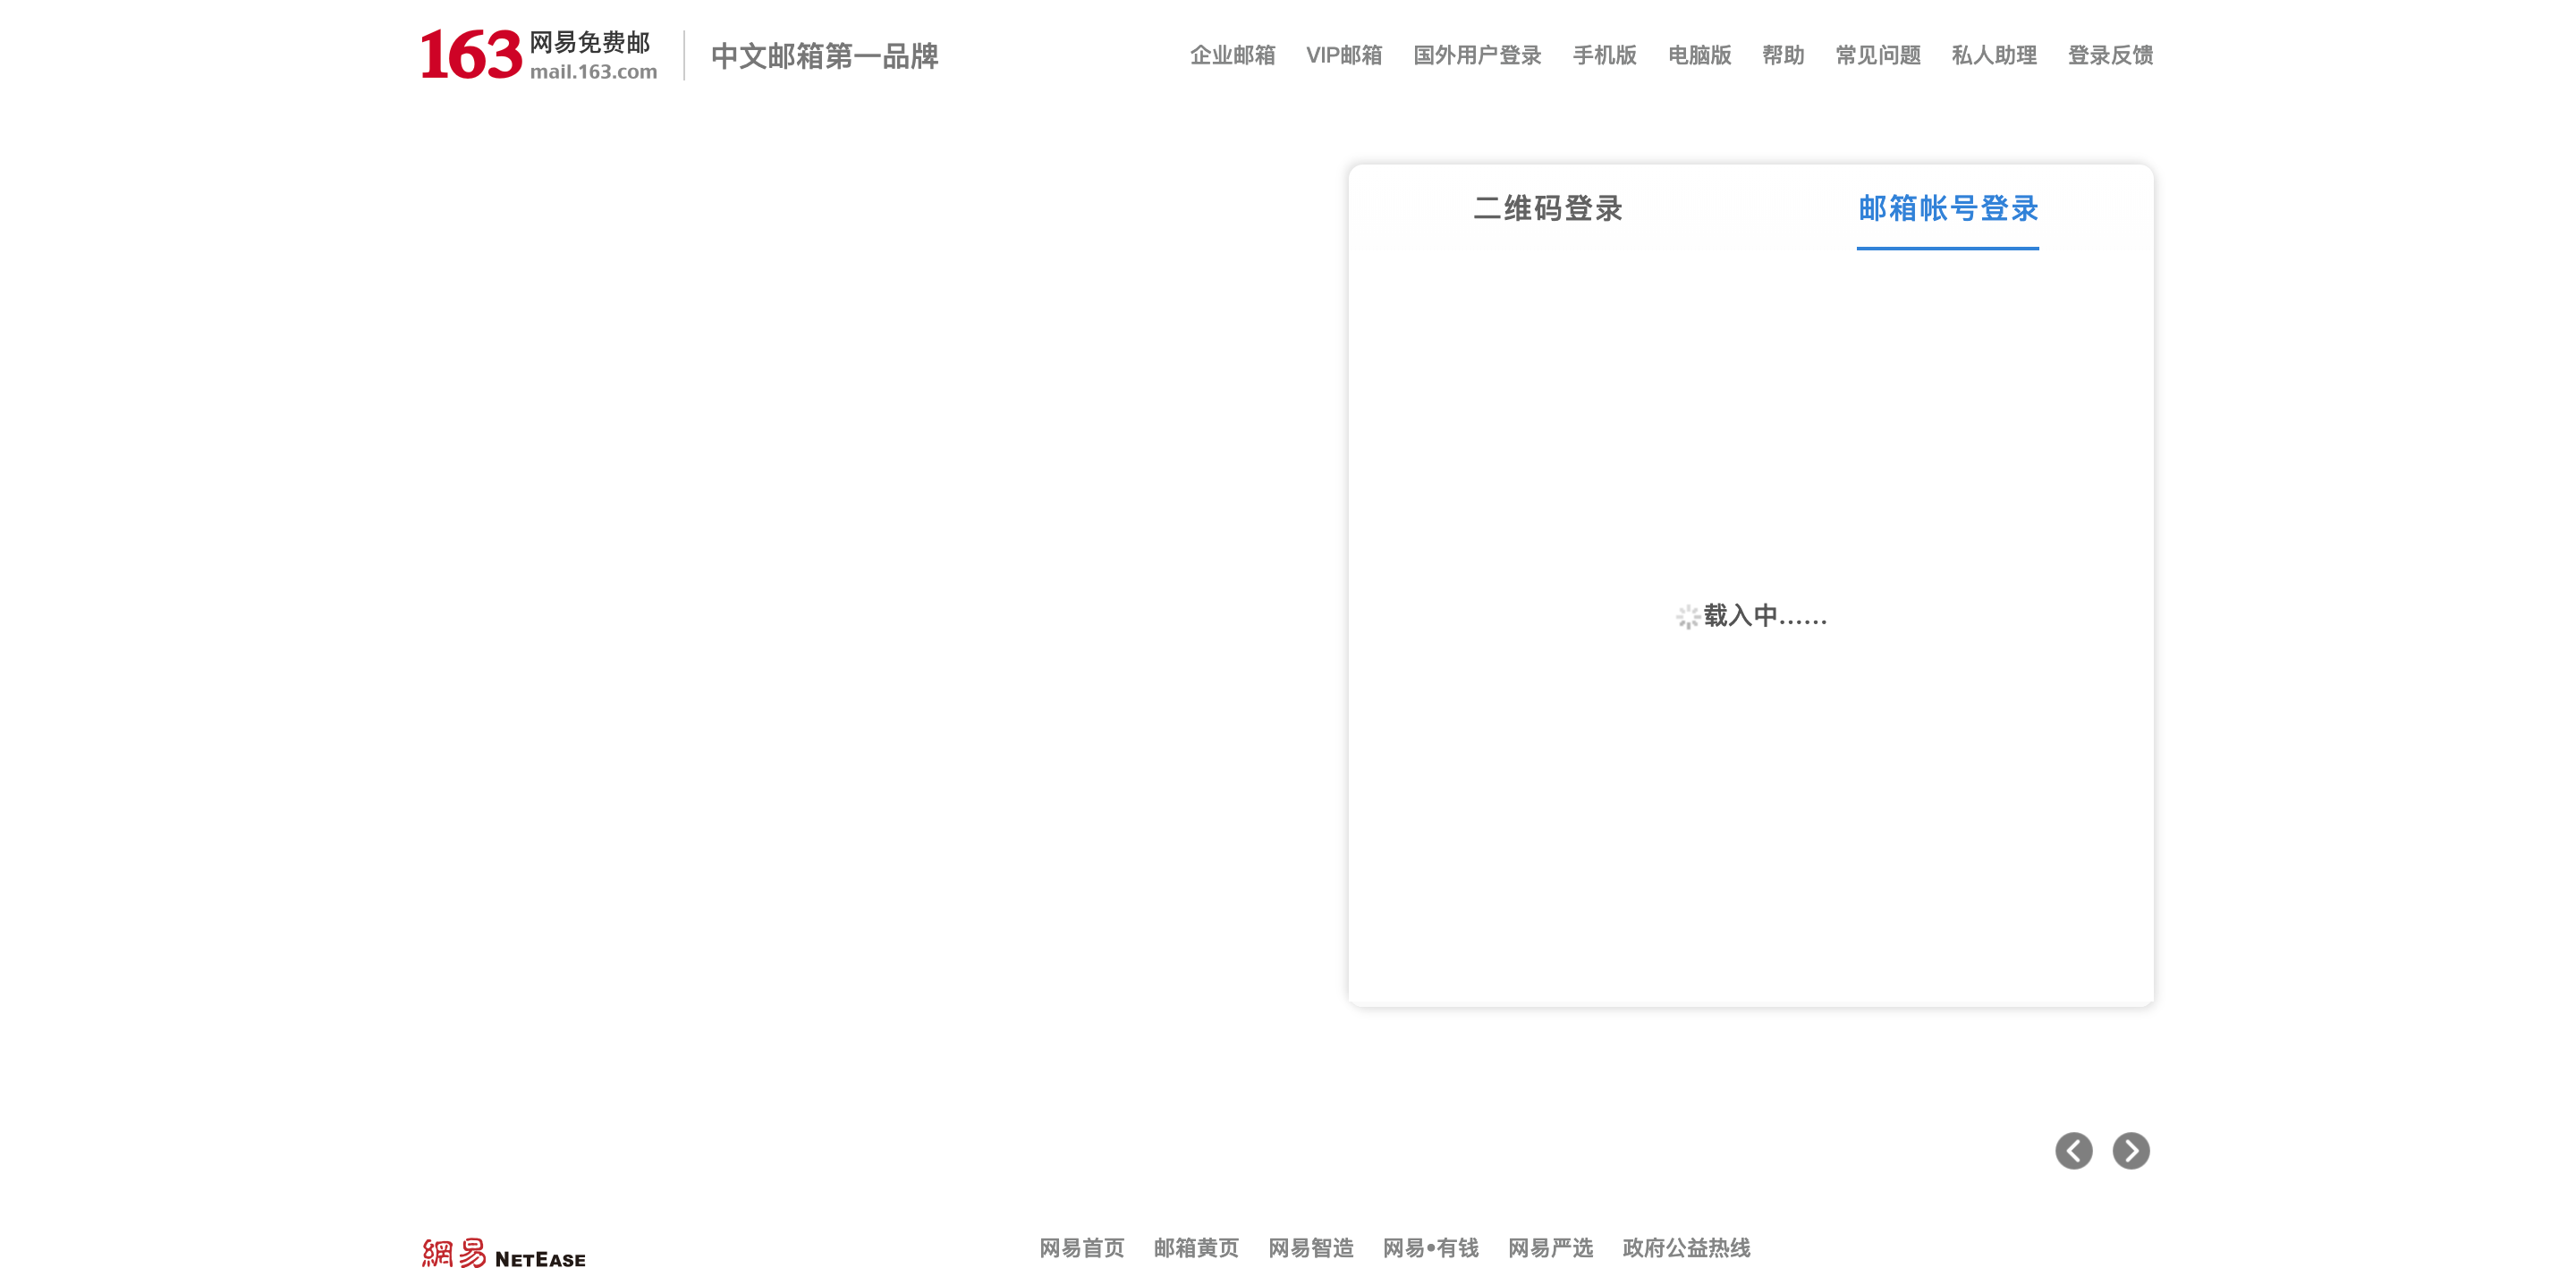 163 网易免费邮
mail.163.com
中文邮箱第一品牌
企业邮箱 VIP邮箱 国外用户登录 手机版 电脑版 帮助 常见问题 私人助理 登录反馈
二维码登录 邮箱帐号登录
载入中......
網易 NETEASE
网易首页 邮箱黄页 网易智造 网易•有钱 网易严选 政府公益热线